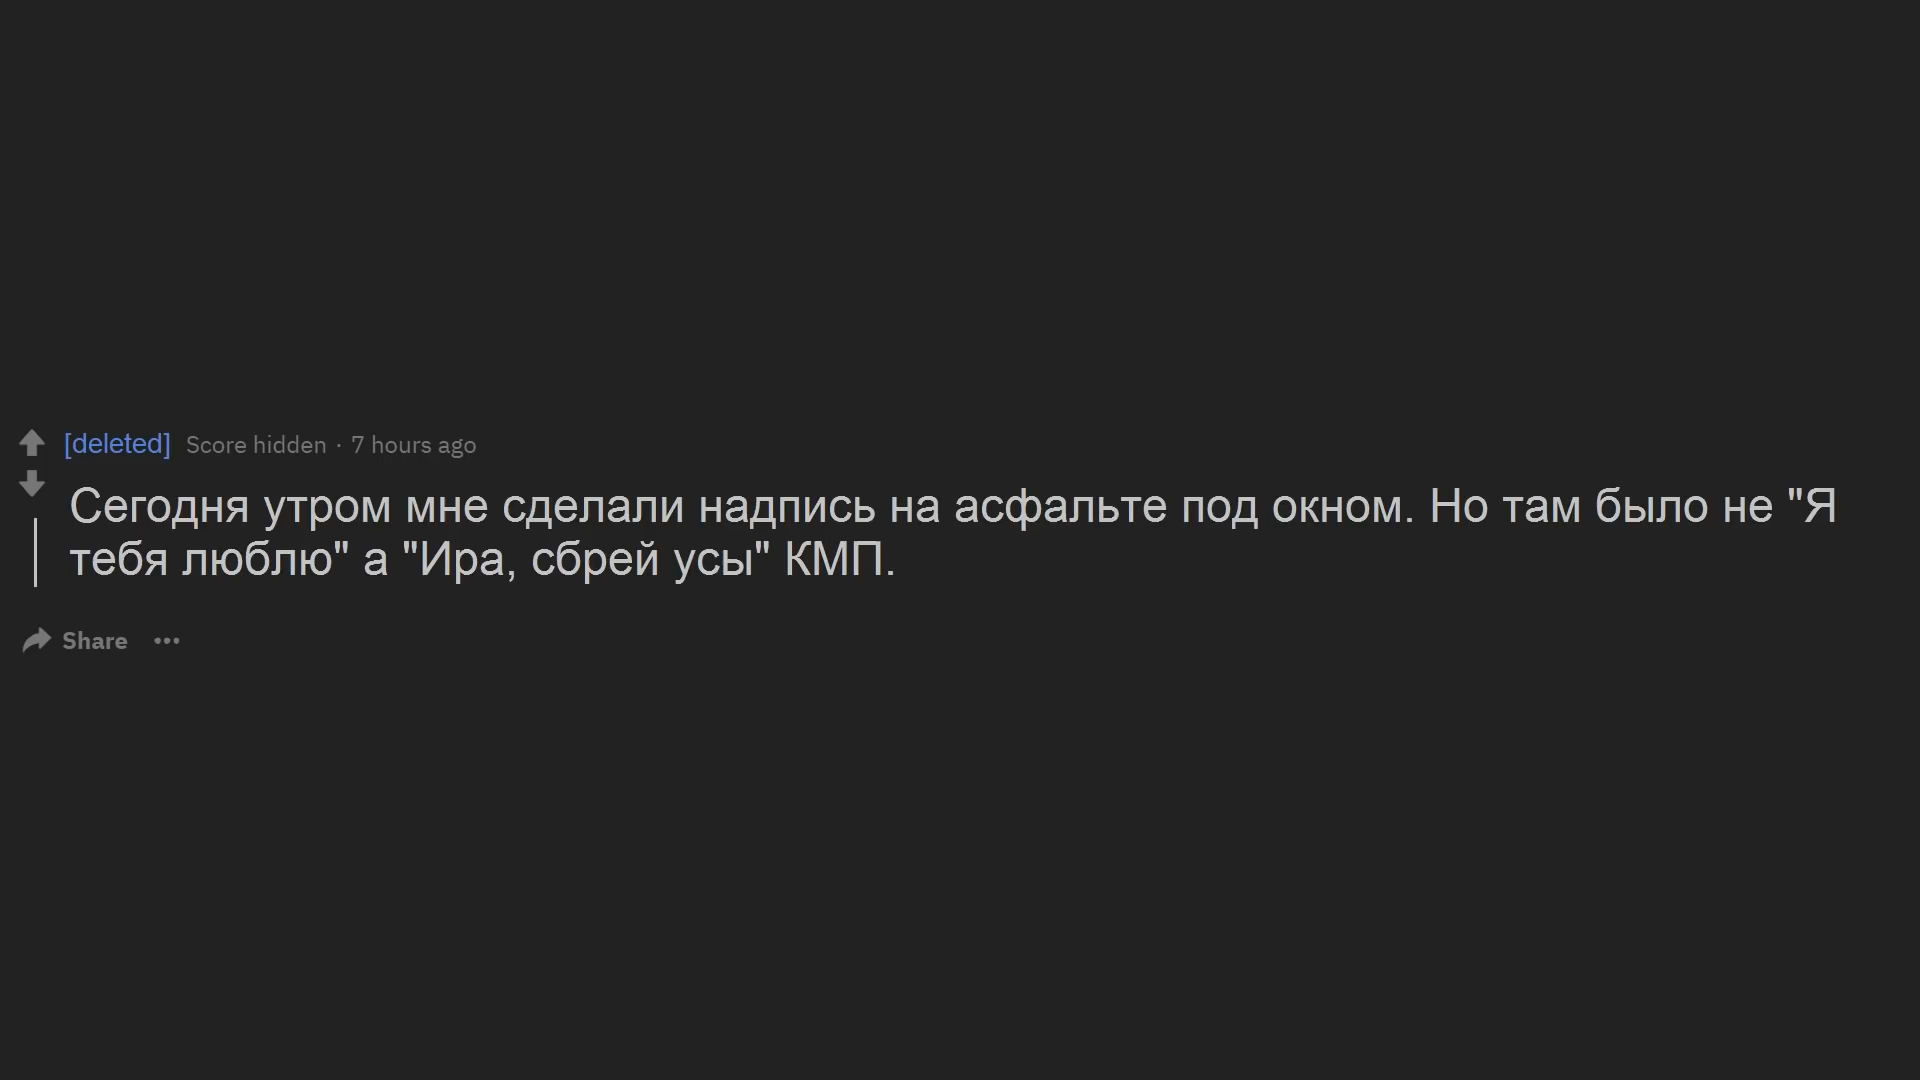 [deleted] Score hidden · 7 hours ago
Сегодня утром мне сделали надпись на асфальте под окном. Но там было не "Я
тебя люблю" а "Ира, сбрей усы" КМП.
Share ···